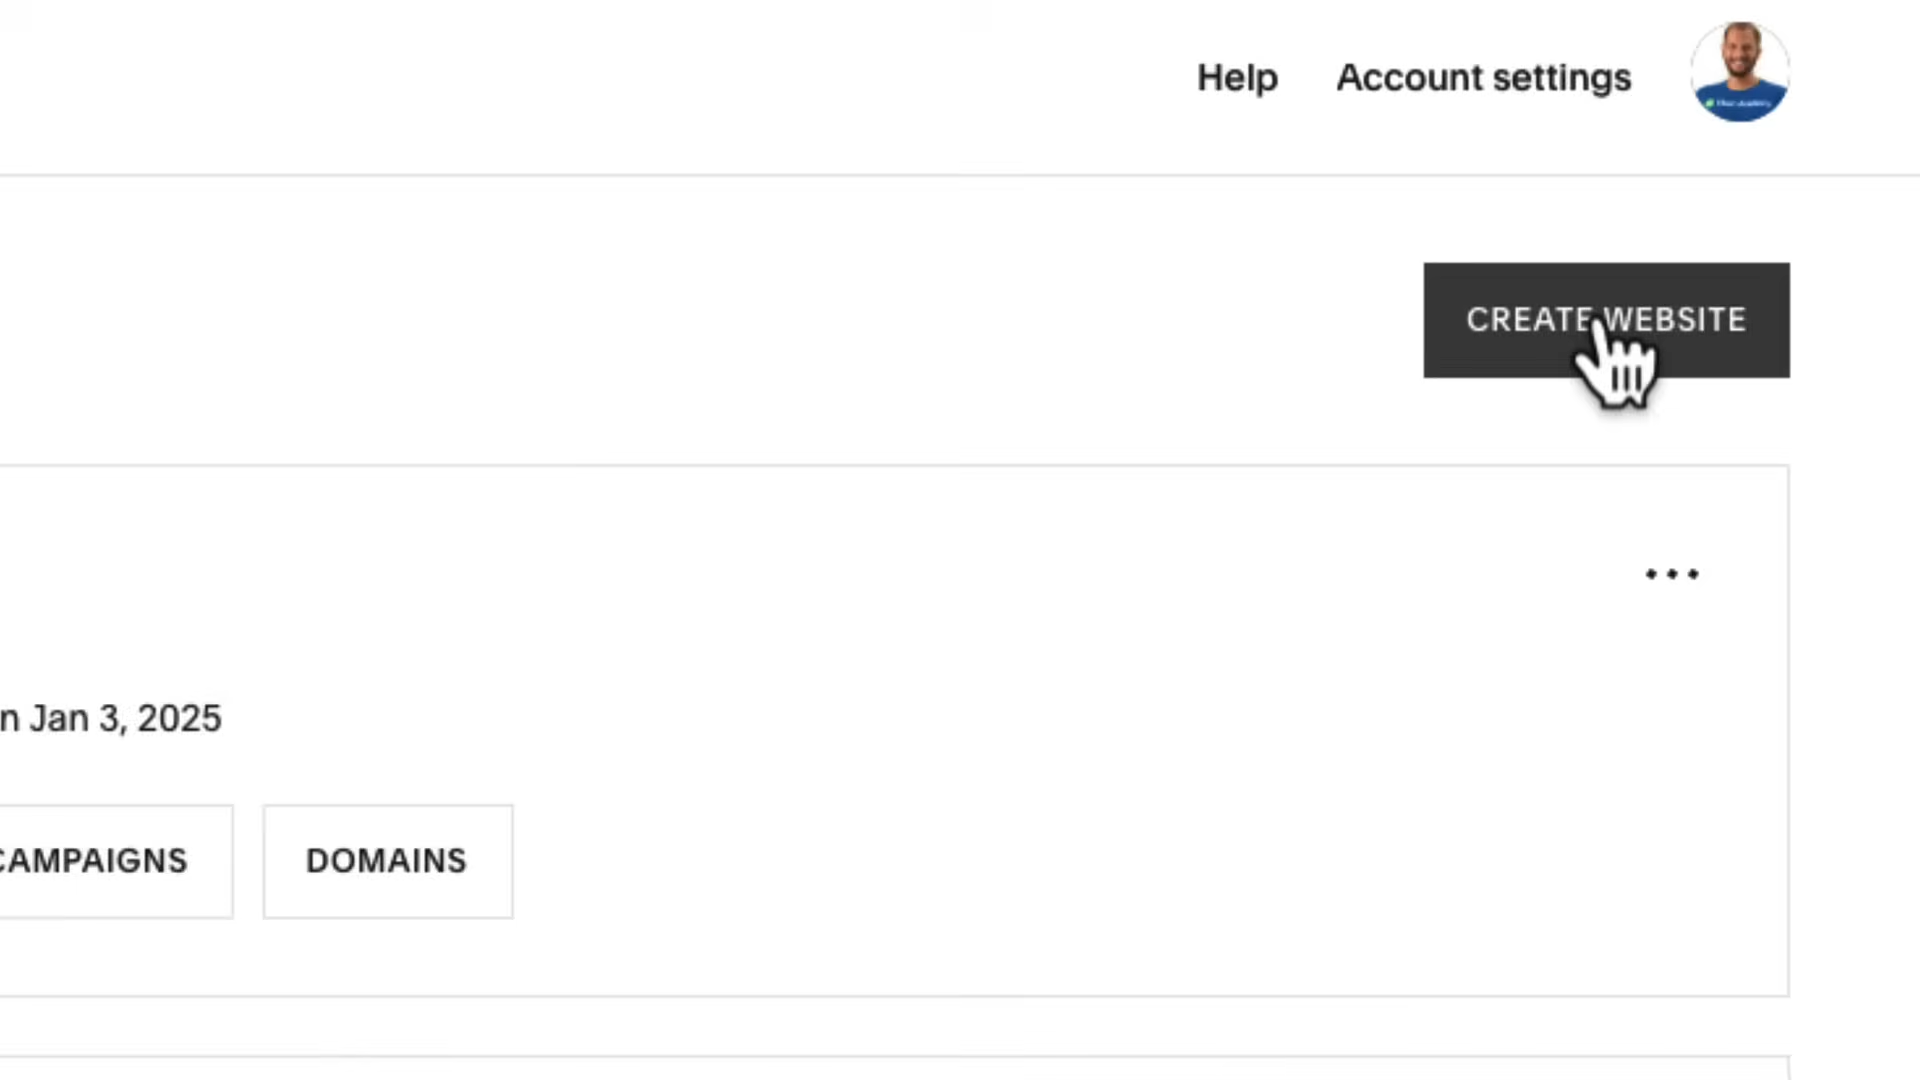 Help Account settings
CREATE WEBSITE
n Jan 3, 2025
CAMPAIGNS DOMAINS